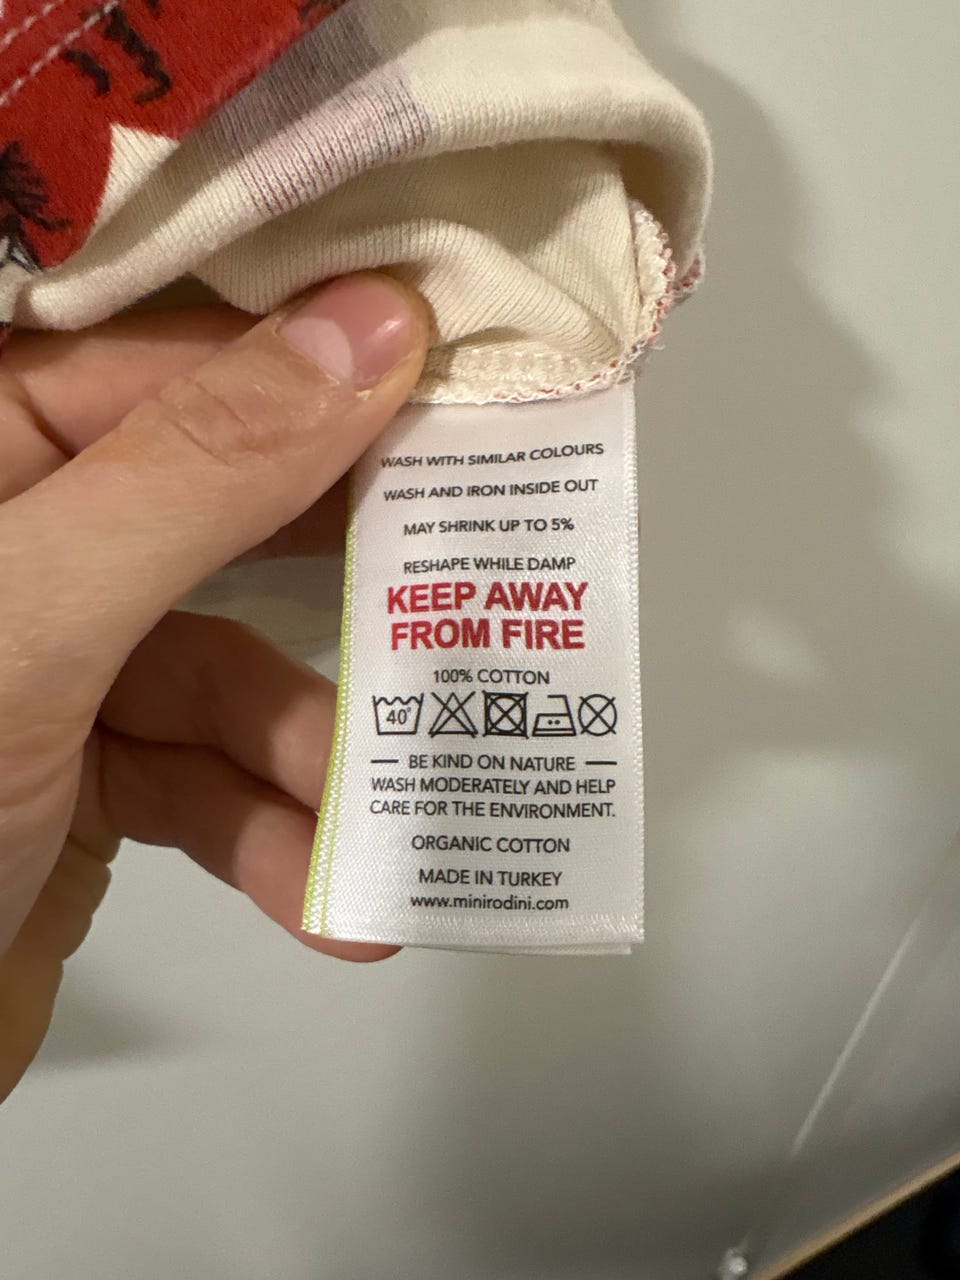 WASH WITH SIMILAR COLOURS
WASH AND IRON INSIDE OUT
MAY SHRINK UP TO 5%
RESHAPE WHILE DAMP
KEEP AWAY
FROM FIRE
100% COTTON
40°
BE KIND ON NATURE
WASH MODERATELY AND HELP
CARE FOR THE ENVIRONMENT.
ORGANIC COTTON
MADE IN TURKEY
www.minirodini.com